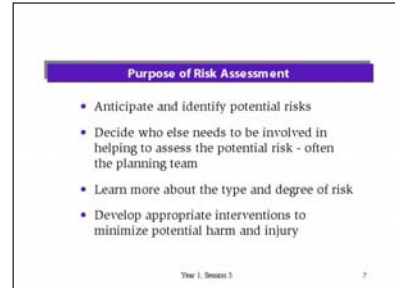 Purpose of Risk Assessment
• Anticipate and identify potential risks
• Decide who else needs to be involved in
helping to assess the potential risk - often
the planning team
• Learn more about the type and degree of risk
• Develop appropriate interventions to
minimize potential harm and injury
Year 1, Session 3
7